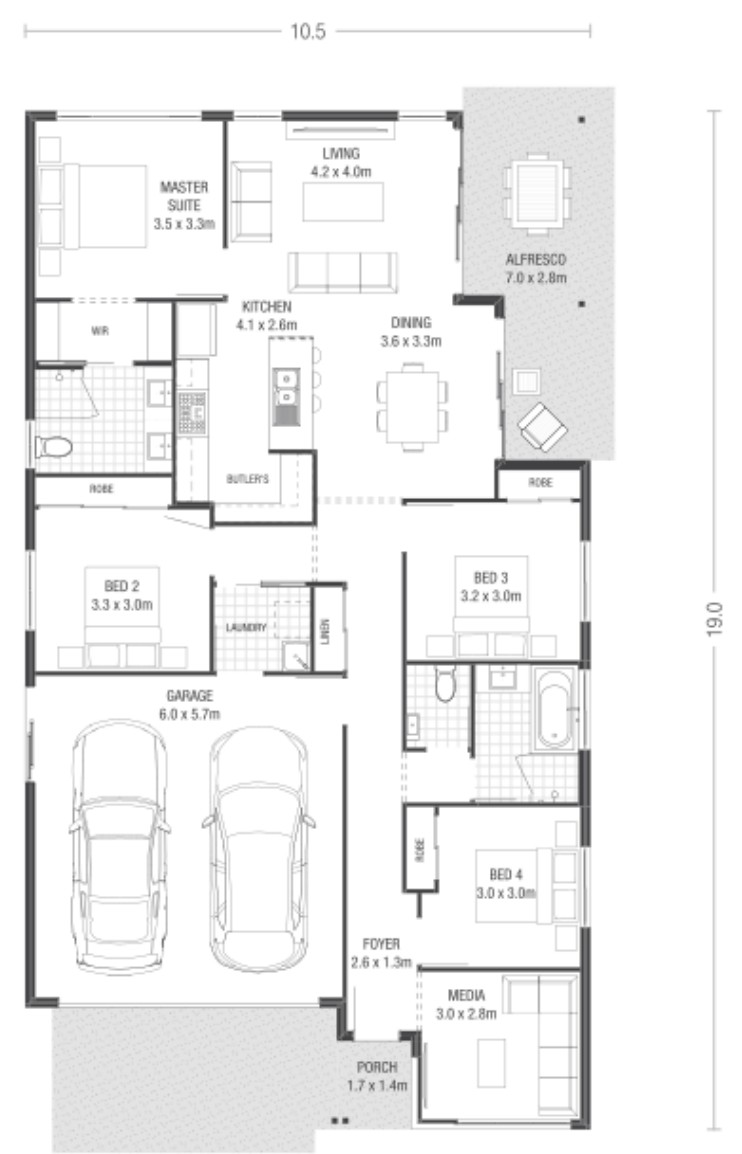 10.5
LIVING
4.2 x 4.0m
MASTER
SUITE
3.5 x 3.3m
ALFRESCO
7.0 x 2.8m
KITCHEN
4.1 x 2.6m
DINING
3.6 x 3.3m
WIR
BUTLER'S
ROBE
ROBE
BED 2
3.3 x 3.0m
BED 3
3.2 x 3.0m
LAUNDRY
LINEN
19.0
GARAGE
6.0 x 5.7m
ROBE
BED 4
3.0 x 3.0m
FOYER
2.6 x 1.3m
MEDIA
3.0 x 2.8m
PORCH
1.7 x 1.4m